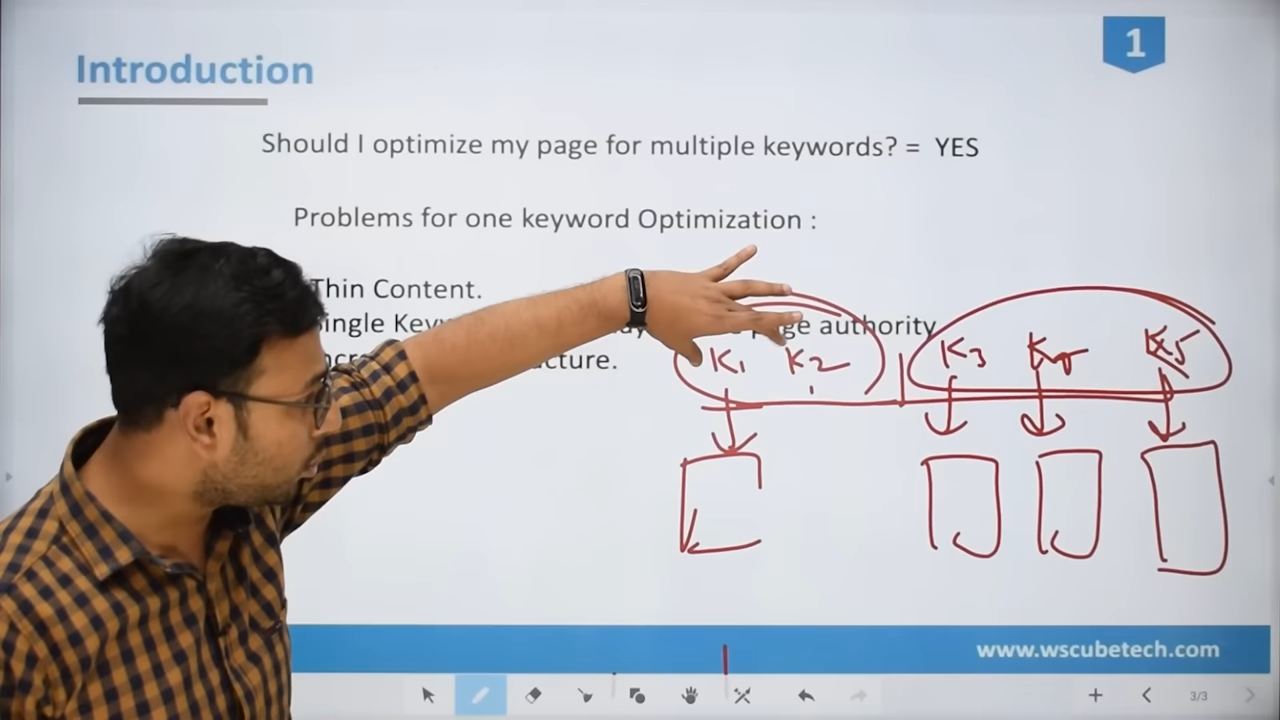 1
Introduction
Should I optimize my page for multiple keywords? = YES
Problems for one keyword Optimization :
Thin Content.
page authority
K1 K2 K3 K5
www.wscubetech.com
3/3